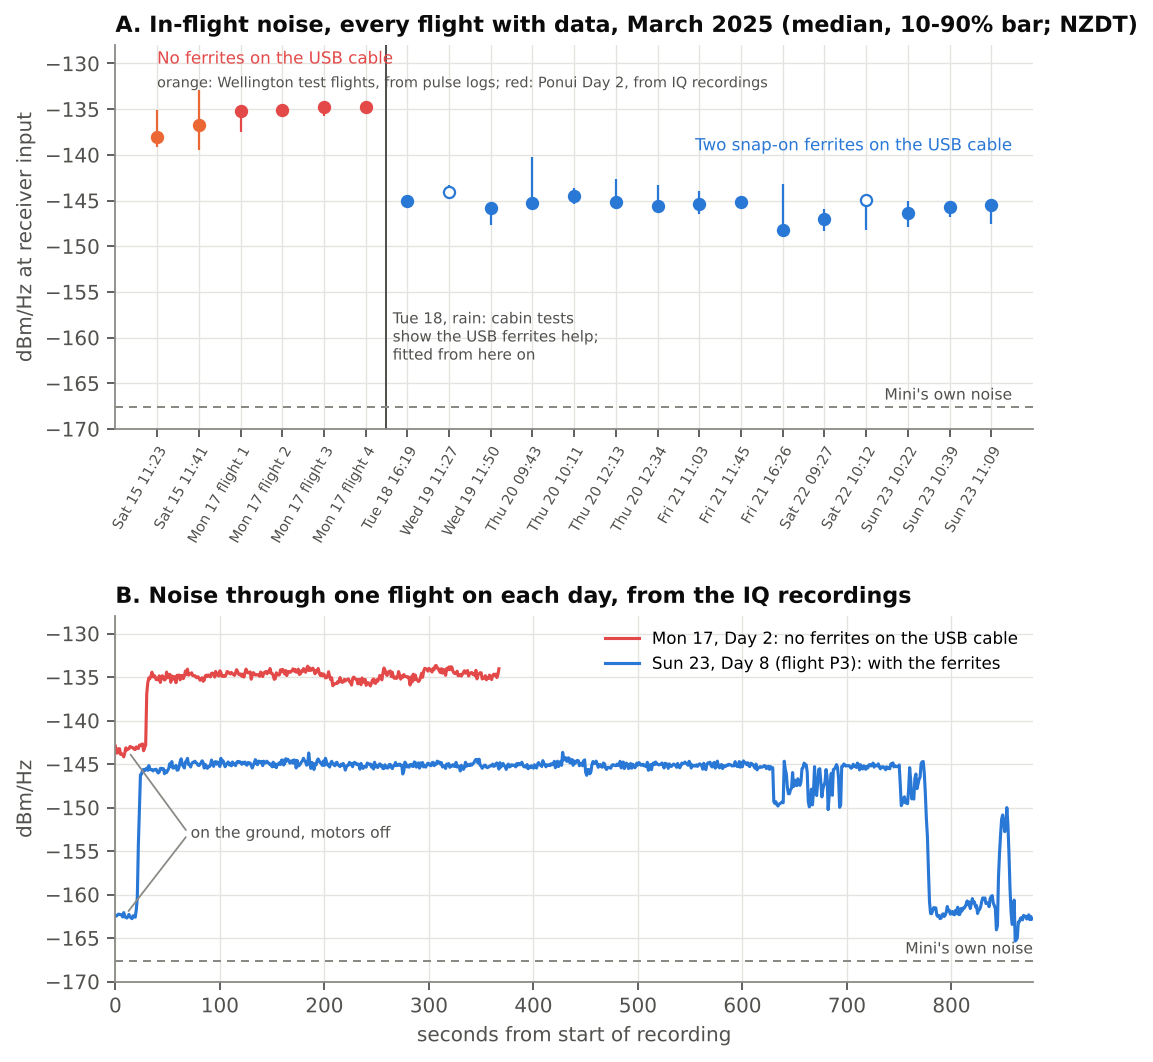 A. In-flight noise, every flight with data, March 2025 (median, 10-90% bar; NZDT)
No ferrites on the USB cable
orange: Wellington test flights, from pulse logs; red: Ponui Day 2, from IQ recordings
Two snap-on ferrites on the USB cable
Tue 18, rain: cabin tests
show the USB ferrites help;
fitted from here on
Mini's own noise
dBm/Hz at receiver input
−130
−135
−140
−145
−150
−155
−160
−165
−170
Sat 15 11:23
Sat 15 11:41
Mon 17 flight 1
Mon 17 flight 2
Mon 17 flight 3
Mon 17 flight 4
Tue 18 16:19
Wed 19 11:27
Wed 19 11:50
Thu 20 09:43
Thu 20 10:11
Thu 20 12:13
Thu 20 12:34
Fri 21 11:03
Fri 21 11:45
Fri 21 16:26
Sat 22 09:27
Sat 22 10:12
Sun 23 10:22
Sun 23 10:39
Sun 23 11:09
B. Noise through one flight on each day, from the IQ recordings
Mon 17, Day 2: no ferrites on the USB cable
Sun 23, Day 8 (flight P3): with the ferrites
on the ground, motors off
Mini's own noise
dBm/Hz
−130
−135
−140
−145
−150
−155
−160
−165
−170
0 100 200 300 400 500 600 700 800
seconds from start of recording